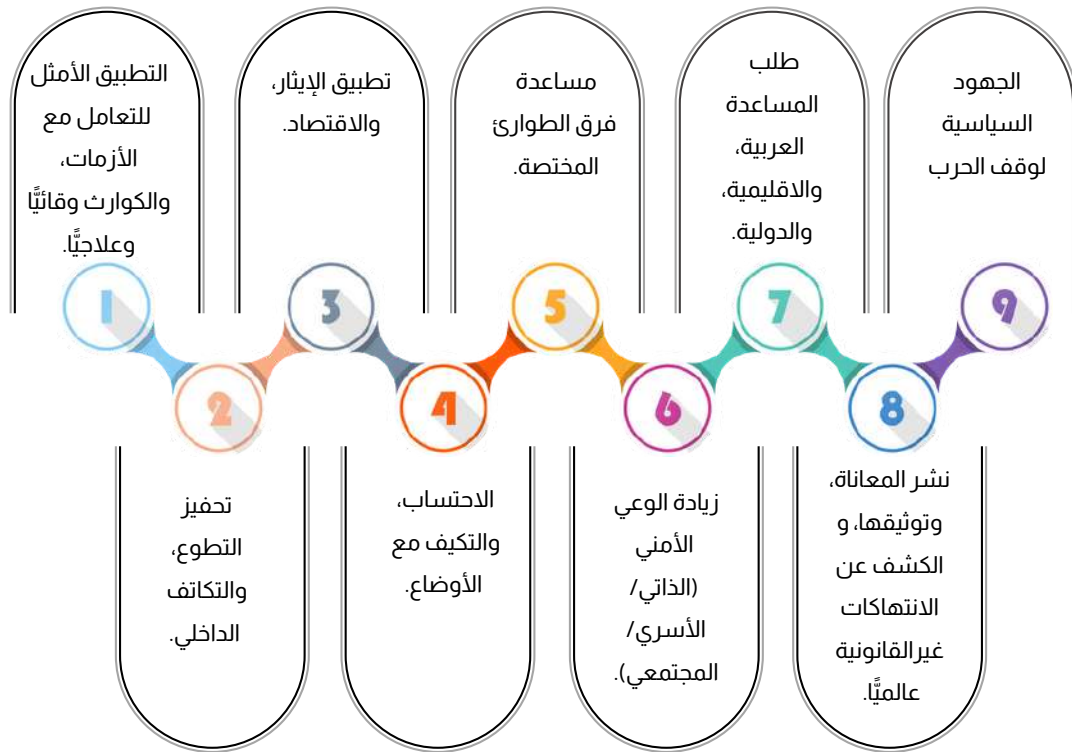 التطبيق الأمثل
للتعامل مع
الأزمات،
والكوارث وقائيًّا
وعلاجيًّا.
1
2
تحفيز
التطوع،
والتكاتف
الداخلي.
تطبيق الإيثار،
والاقتصاد.
3
4
الاحتساب،
والتكيف مع
الأوضاع.
مساعدة
فرق الطوارئ
المختصة.
5
6
زيادة الوعي
الأمني
(الذاتي/
الأسري/
المجتمعي).
طلب
المساعدة
العربية،
والاقليمية،
والدولية.
7
8
نشر المعاناة،
وتوثيقها، و
الكشف عن
الانتهاكات
غيرالقانونية
عالميًّا.
الجهود
السياسية
لوقف الحرب
9